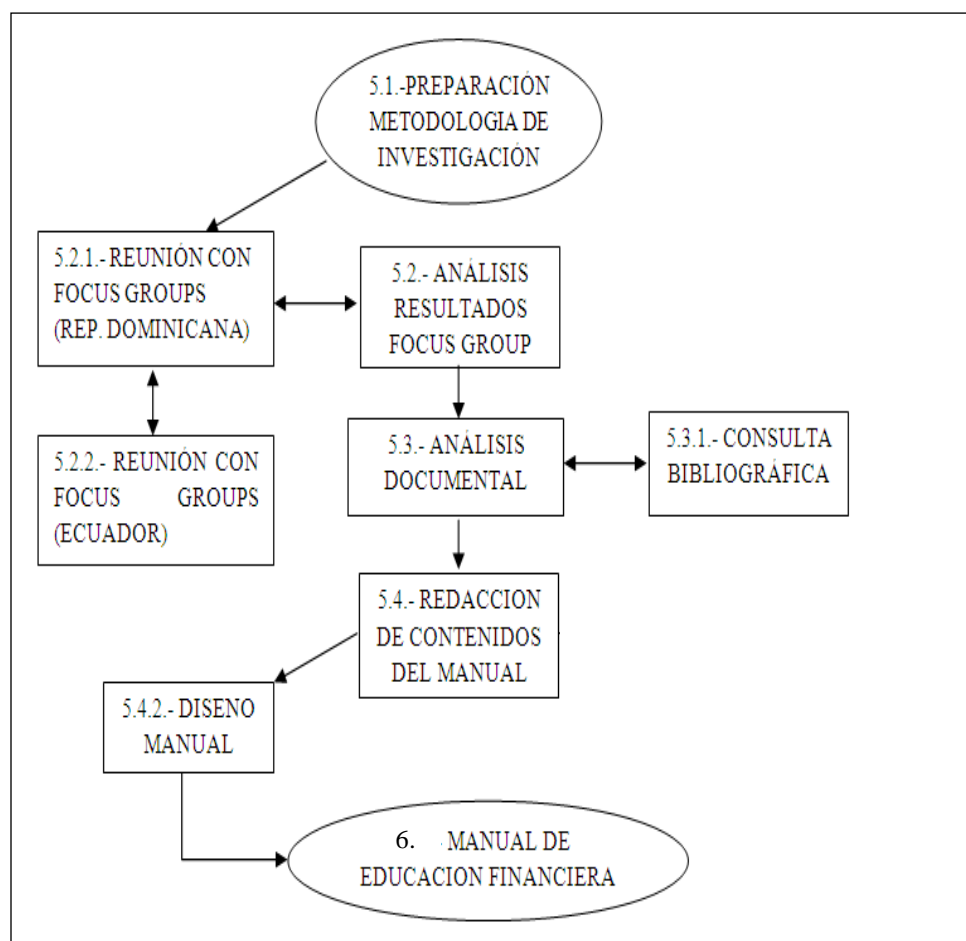 5.1.-PREPARACIÓN
METODOLOGIA DE
INVESTIGACIÓN
5.2.1.- REUNIÓN CON
FOCUS GROUPS
(REP. DOMINICANA)
5.2.- ANÁLISIS
RESULTADOS
FOCUS GROUP
5.2.2.- REUNIÓN CON
FOCUS GROUPS
(ECUADOR)
5.3.- ANÁLISIS
DOCUMENTAL
5.3.1.- CONSULTA
BIBLIOGRÁFICA
5.4.- REDACCION
DE CONTENIDOS
DEL MANUAL
5.4.2.- DISENO
MANUAL
6. MANUAL DE
EDUCACION FINANCIERA